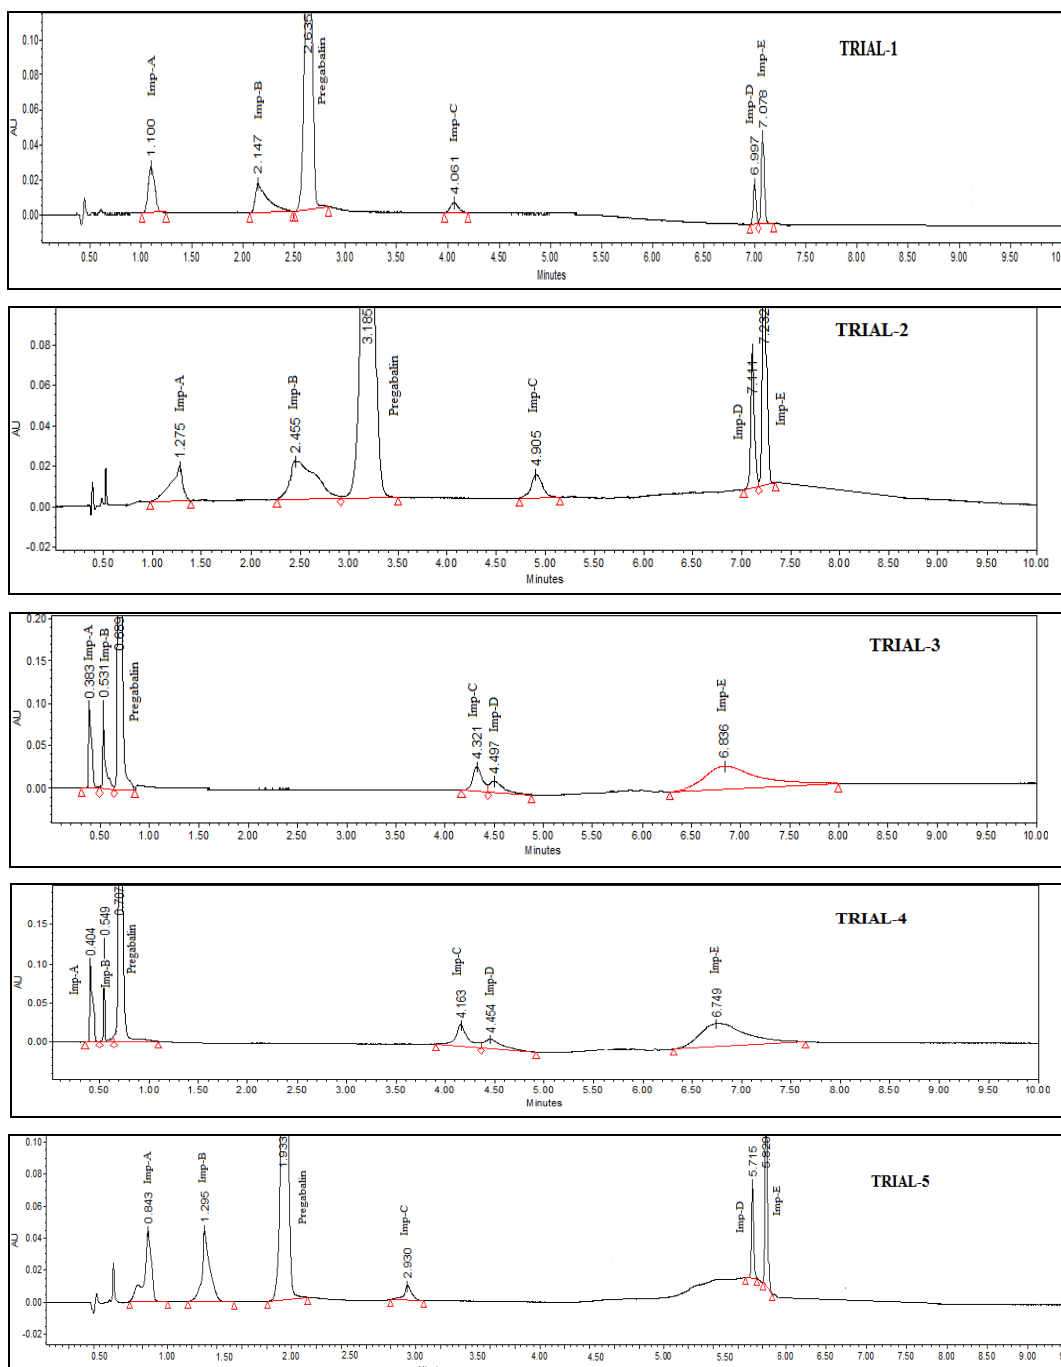 TRIAL-1
AU
0.10
0.08
0.06
0.04
0.02
0.00
1.100 Imp-A
2.147 Imp-B
2.635 Pregabalin
4.061 Imp-C
6.997 Imp-D
7.078 Imp-E
0.50 1.00 1.50 2.00 2.50 3.00 3.50 4.00 4.50 5.00 5.50 6.00 6.50 7.00 7.50 8.00 8.50 9.00 9.50
Minutes
TRIAL-2
AU
0.08
0.06
0.04
0.02
0.00
-0.02
1.275 Imp-A
2.455 Imp-B
3.185 Pregabalin
4.905 Imp-C
Imp-D 7.111
7.232 Imp-E
0.50 1.00 1.50 2.00 2.50 3.00 3.50 4.00 4.50 5.00 5.50 6.00 6.50 7.00 7.50 8.00 8.50 9.00 9.50 10.00
Minutes
TRIAL-3
AU
0.20
0.15
0.10
0.05
0.00
0.383 Imp-A
0.531 Imp-B
0.689 Pregabalin
4.321 Imp-C
4.497 Imp-D
6.836 Imp-E
0.50 1.00 1.50 2.00 2.50 3.00 3.50 4.00 4.50 5.00 5.50 6.00 6.50 7.00 7.50 8.00 8.50 9.00 9.50 10.00
Minutes
TRIAL-4
AU
0.15
0.10
0.05
0.00
Imp-A 0.404
Imp-B 0.549
0.707 Pregabalin
4.163 Imp-C
4.454 Imp-D
6.749 Imp-E
0.50 1.00 1.50 2.00 2.50 3.00 3.50 4.00 4.50 5.00 5.50 6.00 6.50 7.00 7.50 8.00 8.50 9.00 9.50 10.00
Minutes
TRIAL-5
AU
0.10
0.08
0.06
0.04
0.02
0.00
-0.02
0.843 Imp-A
1.295 Imp-B
1.933 Pregabalin
2.930 Imp-C
Imp-D 5.715
5.820 Imp-E
0.50 1.00 1.50 2.00 2.50 3.00 3.50 4.00 4.50 5.00 5.50 6.00 6.50 7.00 7.50 8.00 8.50 9.00